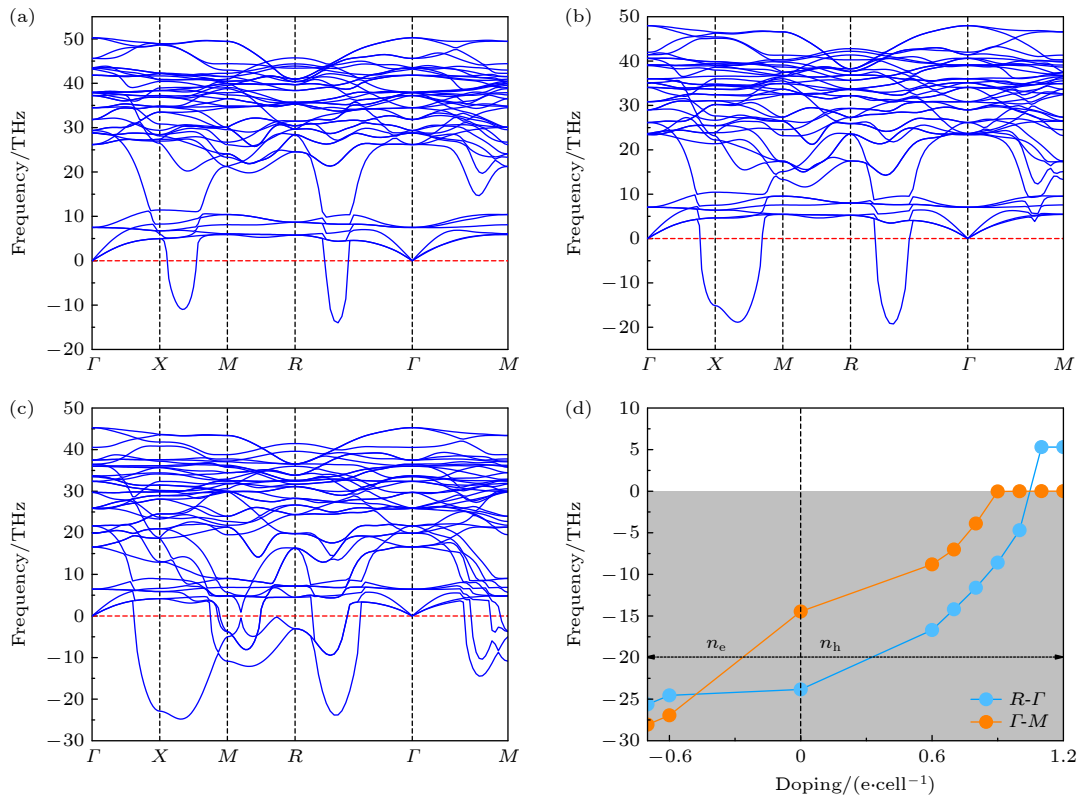 (a)
Frequency/THz
50
40
30
20
10
0
−10
−20
Γ X M R Γ M
(b)
Frequency/THz
50
40
30
20
10
0
−10
−20
Γ X M R Γ M
(c)
Frequency/THz
50
40
30
20
10
0
−10
−20
−30
Γ X M R Γ M
(d)
Frequency/THz
10
5
0
−5
−10
−15
−20
−25
−30
nₑ nₕ
R-Γ
Γ-M
−0.6 0 0.6 1.2
Doping/(e·cell⁻¹)